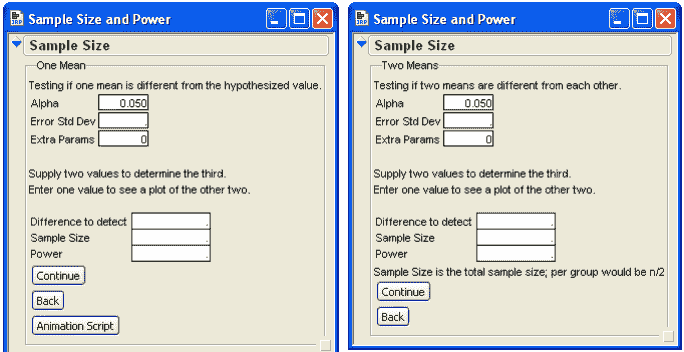 Sample Size and Power
Sample Size
One Mean
Testing if one mean is different from the hypothesized value.
Alpha 0.050
Error Std Dev .
Extra Params 0
Supply two values to determine the third.
Enter one value to see a plot of the other two.
Difference to detect .
Sample Size .
Power .
Continue
Back
Animation Script
Sample Size and Power
Sample Size
Two Means
Testing if two means are different from each other.
Alpha 0.050
Error Std Dev .
Extra Params 0
Supply two values to determine the third.
Enter one value to see a plot of the other two.
Difference to detect .
Sample Size .
Power .
Sample Size is the total sample size; per group would be n/2
Continue
Back